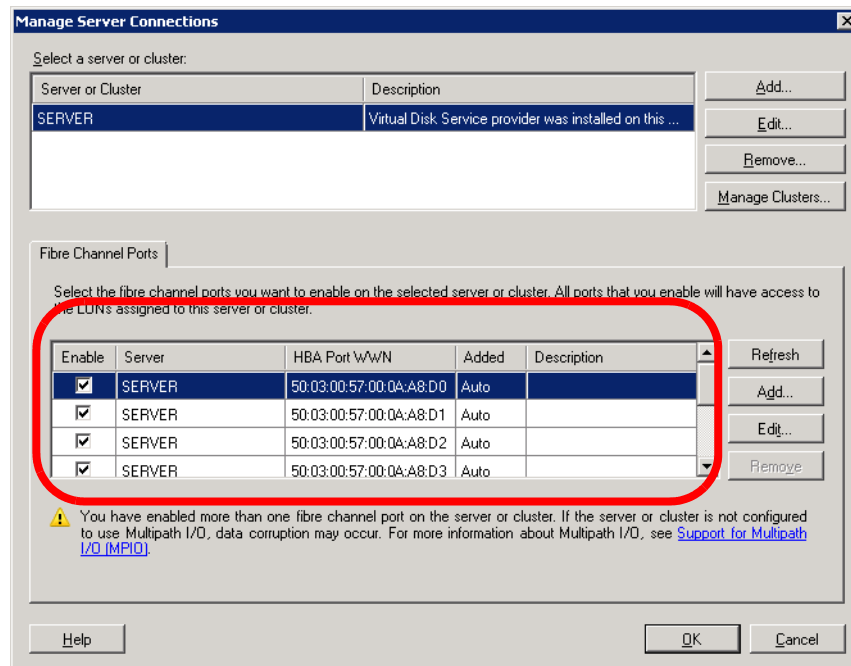 Manage Server Connections
Select a server or cluster:
Server or Cluster Description
SERVER Virtual Disk Service provider was installed on this ...
Add...
Edit...
Remove...
Manage Clusters...
Fibre Channel Ports
Select the fibre channel ports you want to enable on the selected server or cluster. All ports that you enable will have access to
the LUNs assigned to this server or cluster.
Enable Server HBA Port WWN Added Description
SERVER 50:03:00:57:00:0A:A8:D0 Auto
SERVER 50:03:00:57:00:0A:A8:D1 Auto
SERVER 50:03:00:57:00:0A:A8:D2 Auto
SERVER 50:03:00:57:00:0A:A8:D3 Auto
Refresh
Add...
Edit...
Remove
You have enabled more than one fibre channel port on the server or cluster. If the server or cluster is not configured
to use Multipath I/O, data corruption may occur. For more information about Multipath I/O, see Support for Multipath
I/O (MPIO).
Help OK Cancel